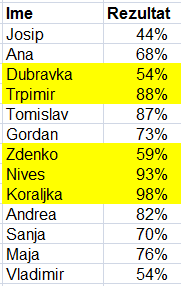 Ime Rezultat
Josip 44%
Ana 68%
Dubravka 54%
Trpimir 88%
Tomislav 87%
Gordan 73%
Zdenko 59%
Nives 93%
Koraljka 98%
Andrea 82%
Sanja 70%
Maja 76%
Vladimir 54%